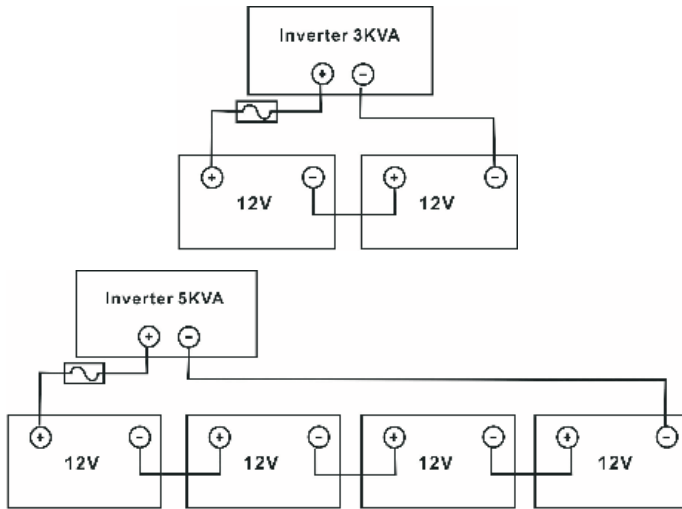 Inverter 3KVA
+ −
+ − + −
12V 12V
Inverter 5KVA
+ −
+ − + − + − + −
12V 12V 12V 12V